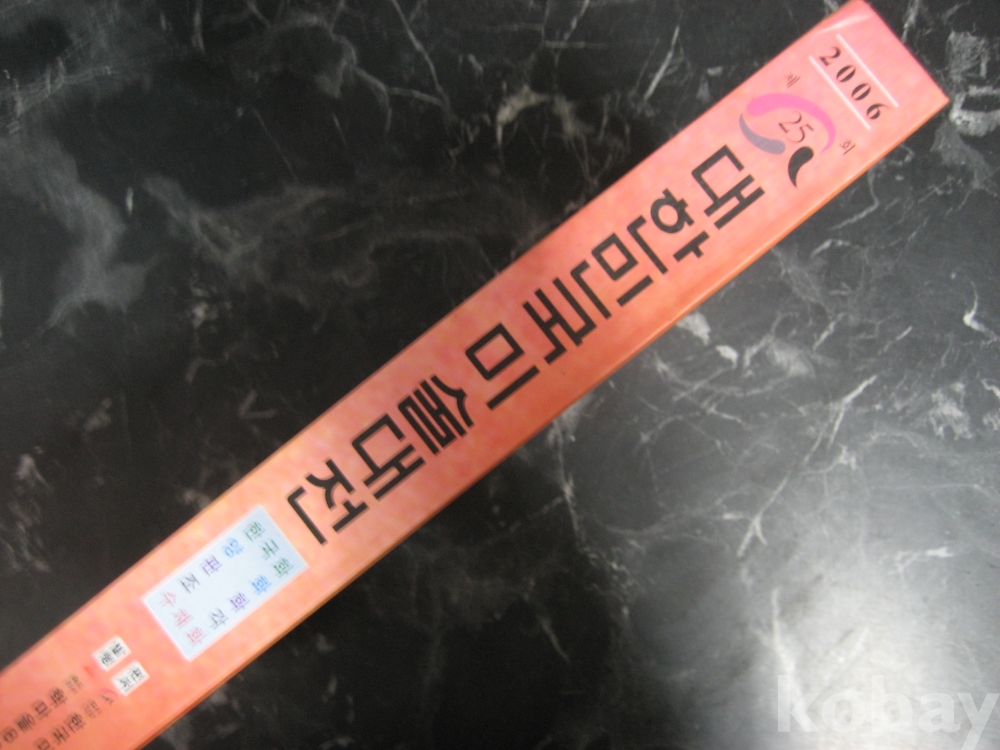 2006
제 25 회
대한민국미술대전
한국화
양화
판화
조각
수채화
kobay